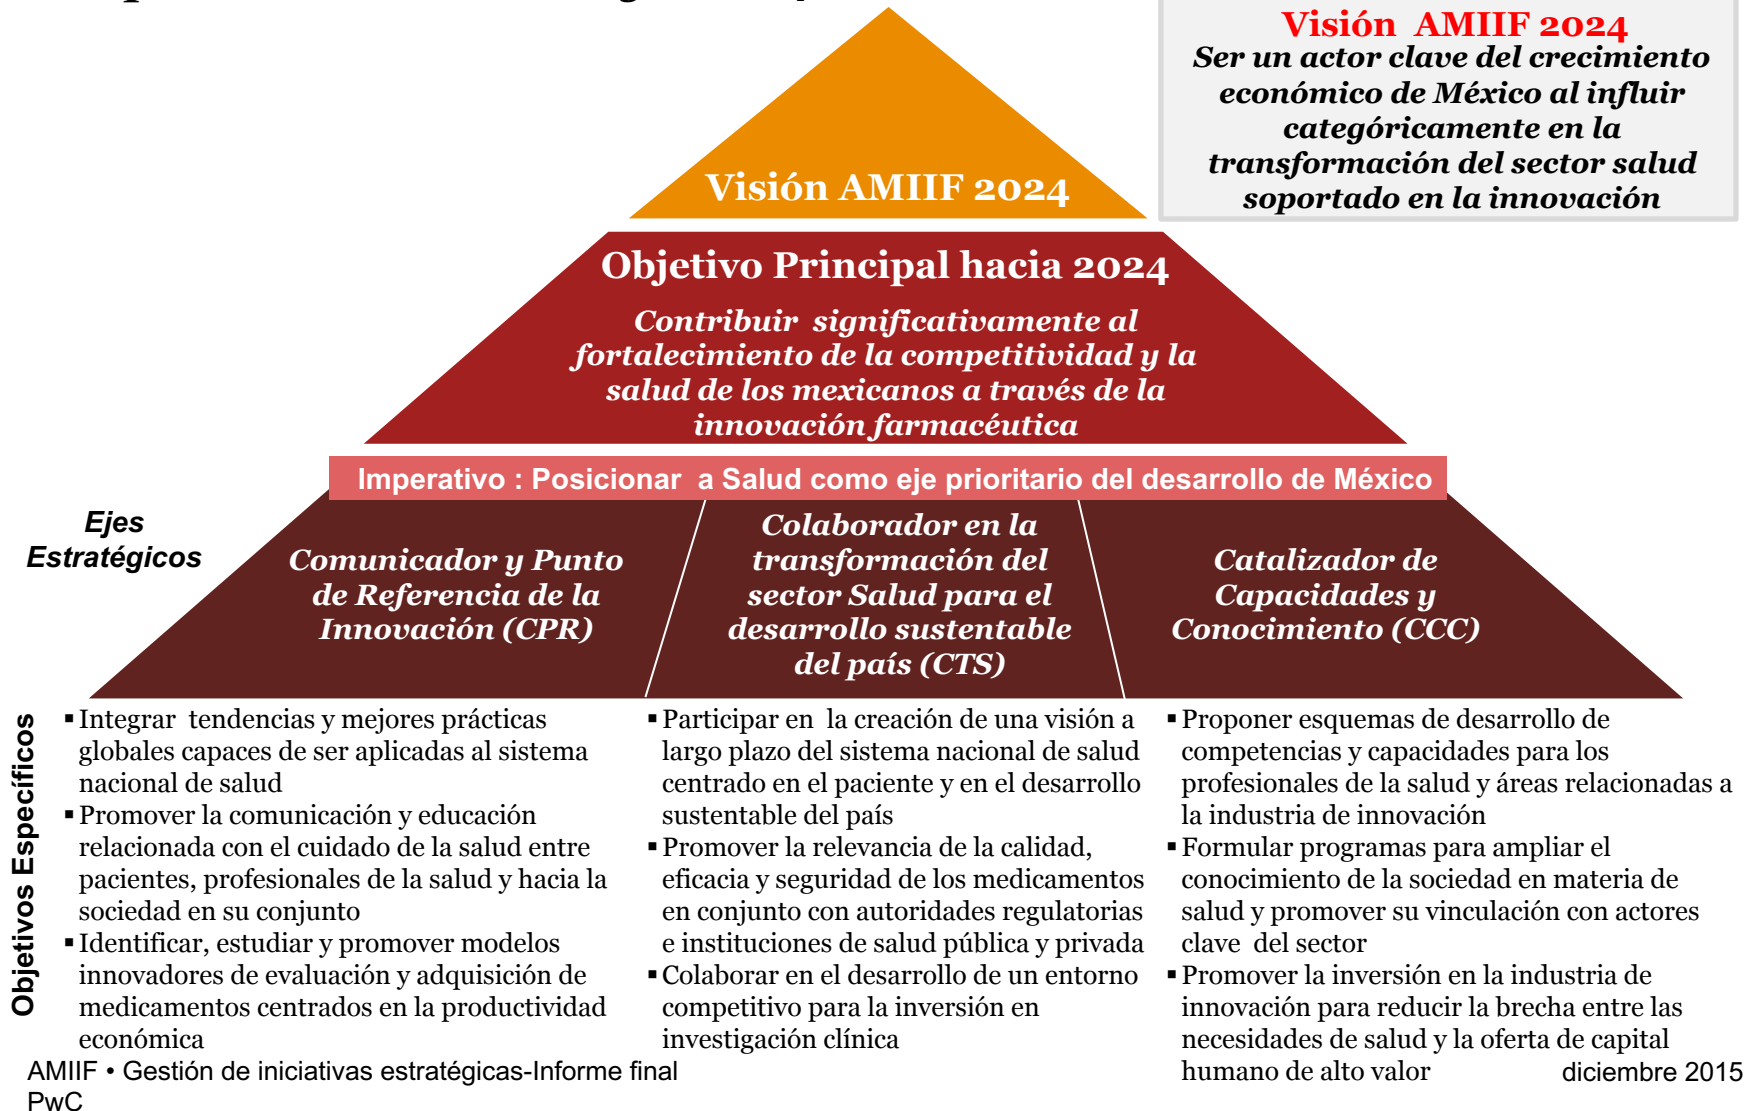 Visión AMIIF 2024
Ser un actor clave del crecimiento
económico de México al influir
categóricamente en la
transformación del sector salud
soportado en la innovación
Visión AMIIF 2024
Objetivo Principal hacia 2024
Contribuir significativamente al
fortalecimiento de la competitividad y la
salud de los mexicanos a través de la
innovación farmacéutica
Imperativo : Posicionar a Salud como eje prioritario del desarrollo de México
Ejes
Estratégicos
Comunicador y Punto
de Referencia de la
Innovación (CPR)
Colaborador en la
transformación del
sector Salud para el
desarrollo sustentable
del país (CTS)
Catalizador de
Capacidades y
Conocimiento (CCC)
Objetivos Específicos
▪ Integrar tendencias y mejores prácticas
globales capaces de ser aplicadas al sistema
nacional de salud
▪ Promover la comunicación y educación
relacionada con el cuidado de la salud entre
pacientes, profesionales de la salud y hacia la
sociedad en su conjunto
▪ Identificar, estudiar y promover modelos
innovadores de evaluación y adquisición de
medicamentos centrados en la productividad
económica
▪ Participar en la creación de una visión a
largo plazo del sistema nacional de salud
centrado en el paciente y en el desarrollo
sustentable del país
▪ Promover la relevancia de la calidad,
eficacia y seguridad de los medicamentos
en conjunto con autoridades regulatorias
e instituciones de salud pública y privada
▪ Colaborar en el desarrollo de un entorno
competitivo para la inversión en
investigación clínica
▪ Proponer esquemas de desarrollo de
competencias y capacidades para los
profesionales de la salud y áreas relacionadas a
la industria de innovación
▪ Formular programas para ampliar el
conocimiento de la sociedad en materia de
salud y promover su vinculación con actores
clave del sector
▪ Promover la inversión en la industria de
innovación para reducir la brecha entre las
necesidades de salud y la oferta de capital
humano de alto valor
AMIIF • Gestión de iniciativas estratégicas-Informe final
PwC
diciembre 2015